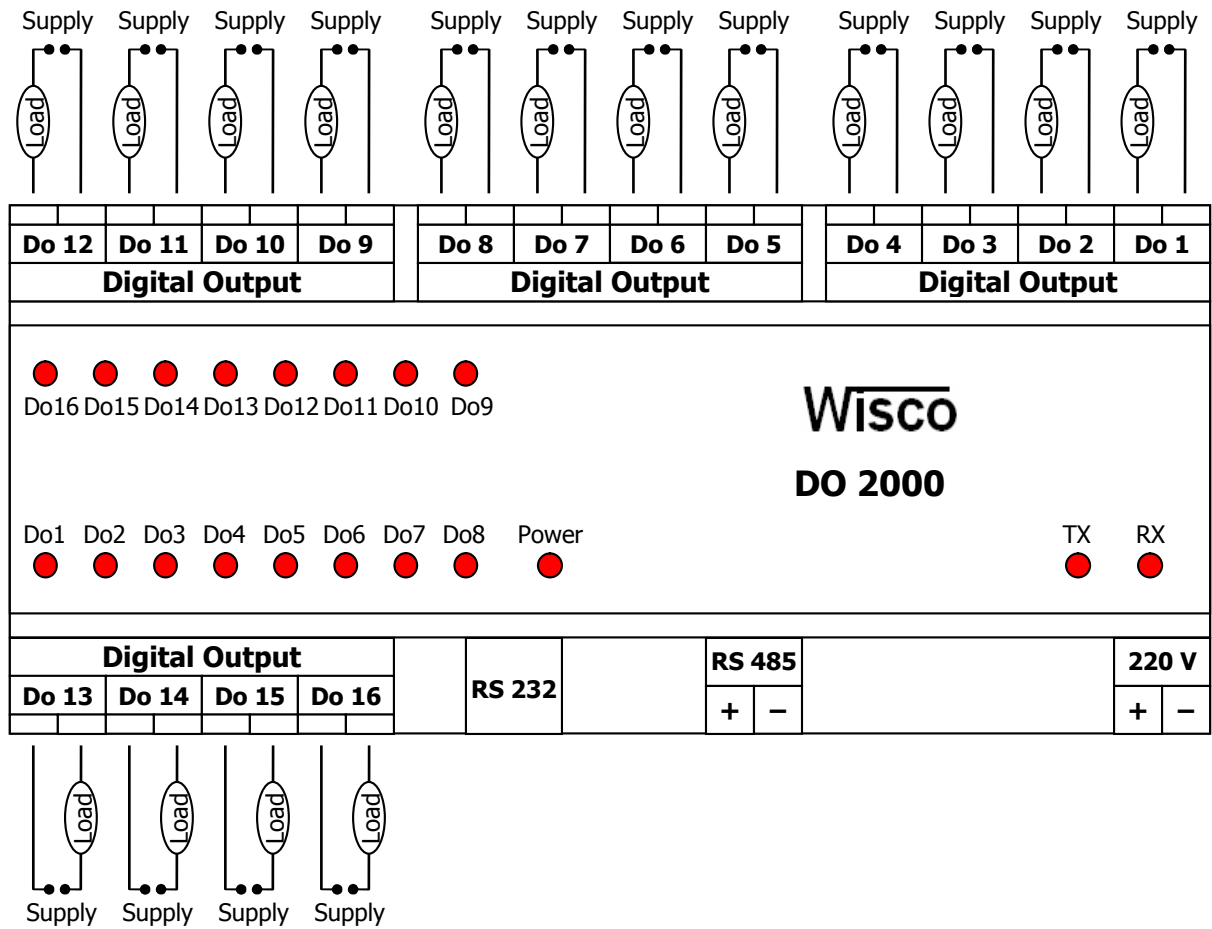 Supply Supply Supply Supply Supply Supply Supply Supply Supply Supply Supply Supply
Load Load Load Load Load Load Load Load Load Load Load Load
Do 12 Do 11 Do 10 Do 9 Do 8 Do 7 Do 6 Do 5 Do 4 Do 3 Do 2 Do 1
Digital Output Digital Output Digital Output
Do16 Do15 Do14 Do13 Do12 Do11 Do10 Do9
Wisco
DO 2000
Do1 Do2 Do3 Do4 Do5 Do6 Do7 Do8 Power TX RX
Digital Output RS 232 RS 485 220 V
Do 13 Do 14 Do 15 Do 16 + − + −
Load Load Load Load
Supply Supply Supply Supply